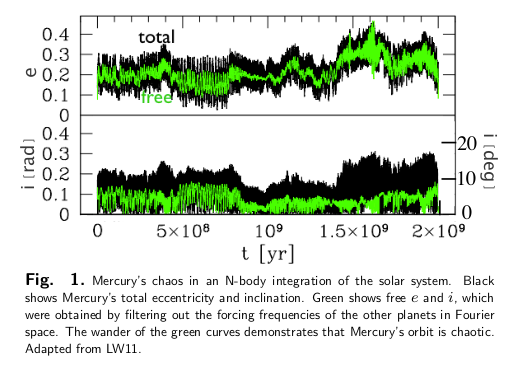 total
0.4
0.3
0.2
0.1
0
e
free
0.4
0.3
0.2
0.1
0
i [rad]
20
10
0
i [deg]
0 5×10⁸ 10⁹ 1.5×10⁹ 2×10⁹
t [yr]
Fig. 1. Mercury's chaos in an N-body integration of the solar system. Black
shows Mercury's total eccentricity and inclination. Green shows free e and i, which
were obtained by filtering out the forcing frequencies of the other planets in Fourier
space. The wander of the green curves demonstrates that Mercury's orbit is chaotic.
Adapted from LW11.